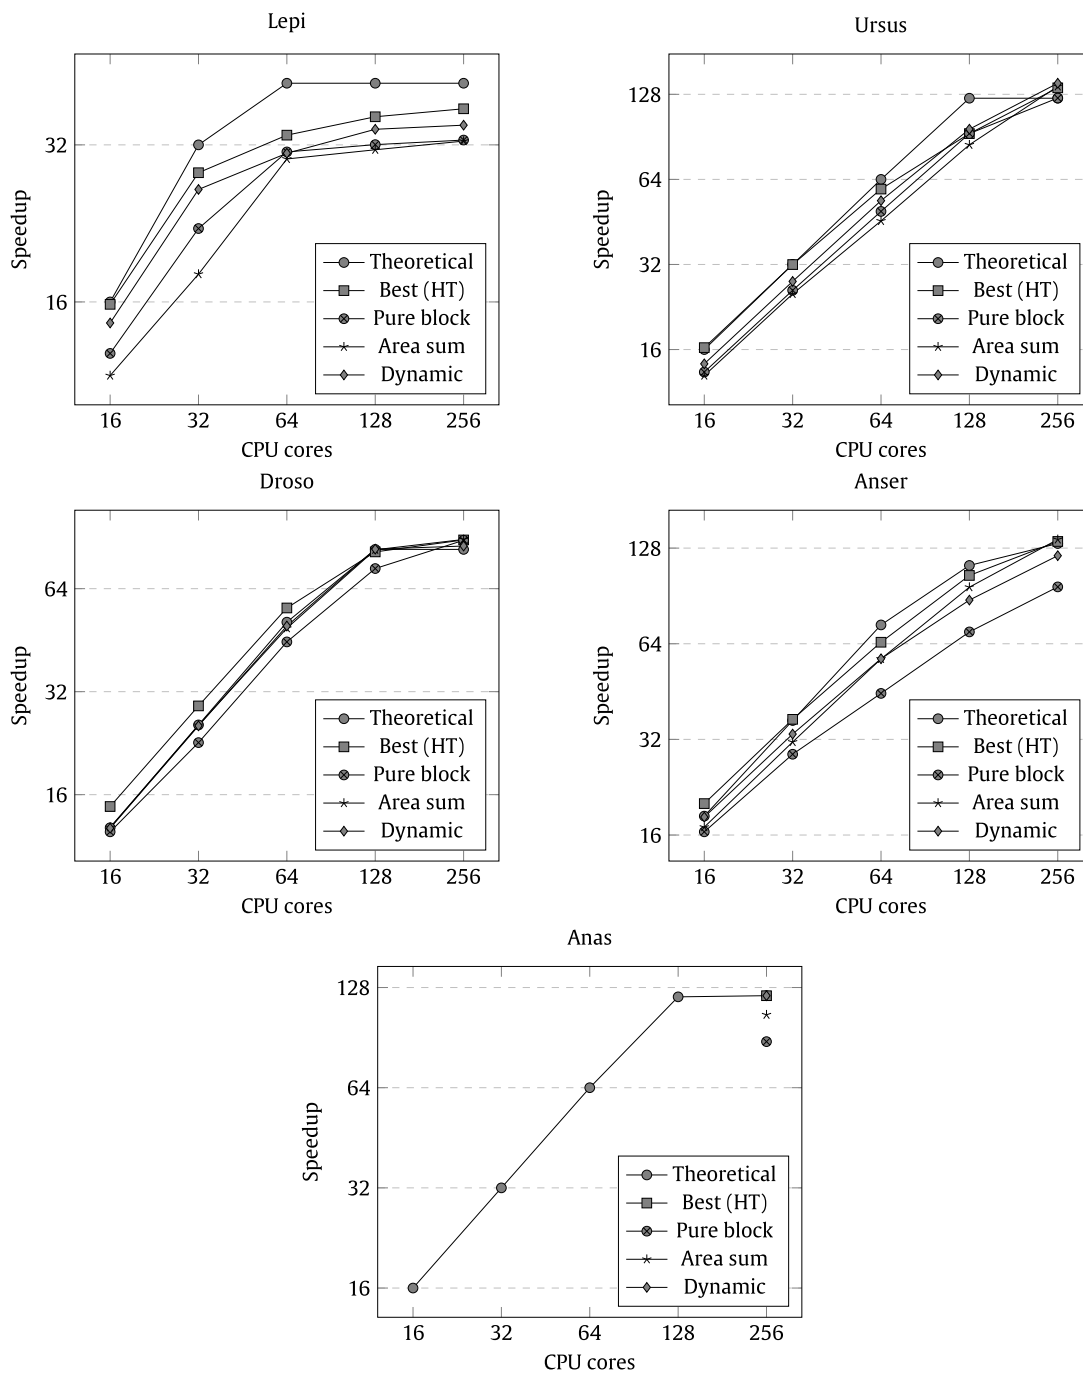 Lepi
32
16
Speedup
Theoretical
Best (HT)
Pure block
Area sum
Dynamic
16 32 64 128 256
CPU cores
Ursus
128
64
32
16
Speedup
Theoretical
Best (HT)
Pure block
Area sum
Dynamic
16 32 64 128 256
CPU cores
Droso
64
32
16
Speedup
Theoretical
Best (HT)
Pure block
Area sum
Dynamic
16 32 64 128 256
CPU cores
Anser
128
64
32
16
Speedup
Theoretical
Best (HT)
Pure block
Area sum
Dynamic
16 32 64 128 256
CPU cores
Anas
128
64
32
16
Speedup
Theoretical
Best (HT)
Pure block
Area sum
Dynamic
16 32 64 128 256
CPU cores